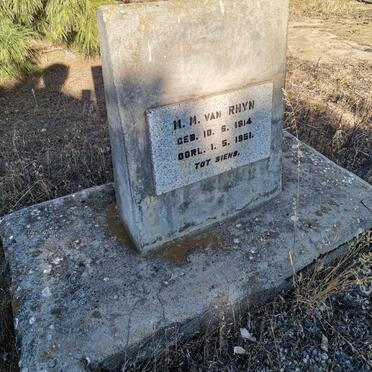 M. M. VAN RHYN
GEB. 10. 6. 1914
OORL. 1. 5. 1951.
TOT SIENS.